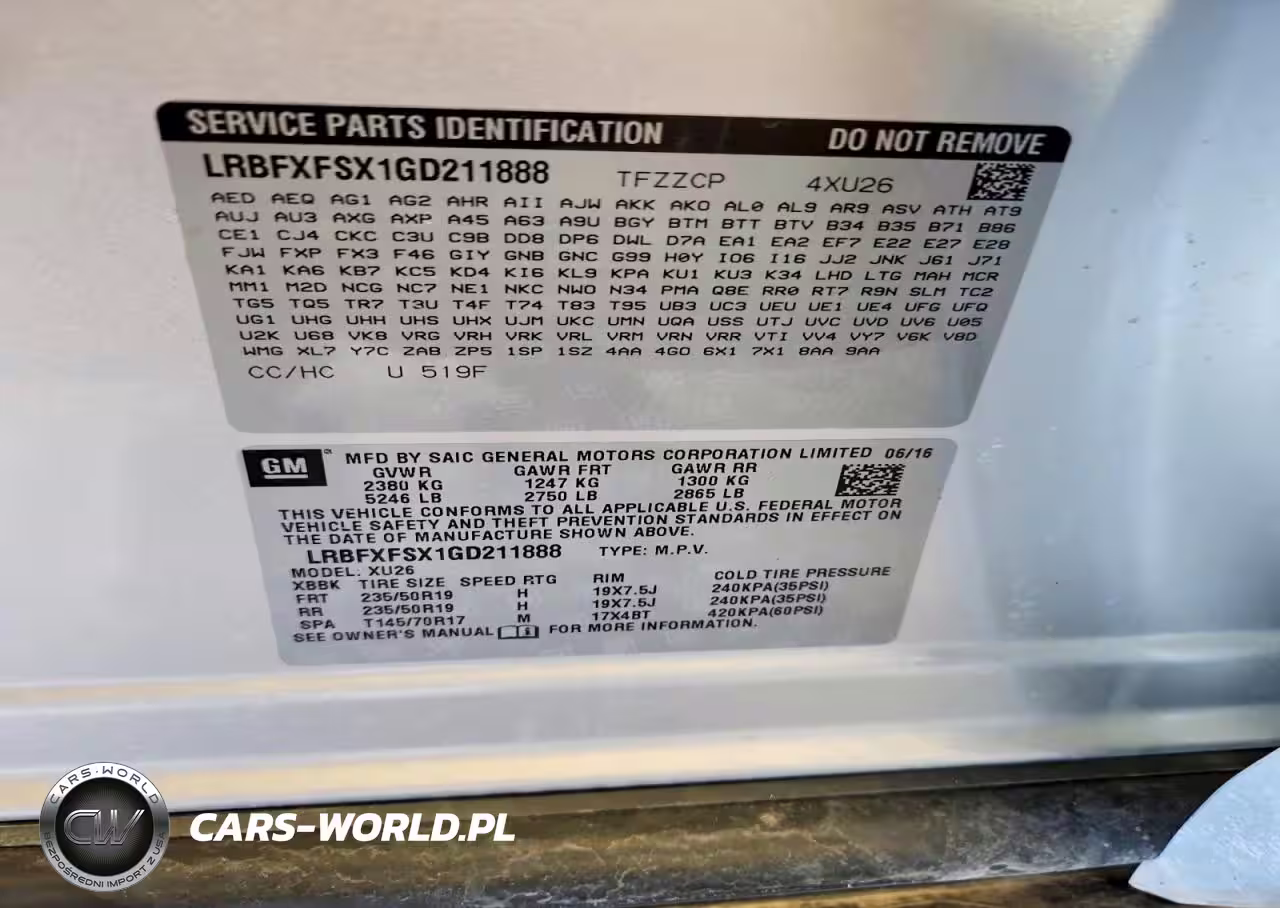 SERVICE PARTS IDENTIFICATION DO NOT REMOVE
LRBFXFSX1GD211888 TFZZCP 4XU26
AED AEQ AG1 AG2 AHR AII AJW AKK AKO AL0 AL9 AR9 ASV ATH AT9
AUJ AU3 AXG AXP A45 A63 A9U BGY BTM BTT BTV B34 B35 B71 B86
CE1 CJ4 CKC C3U C9B DD8 DP6 DWL D7A EA1 EA2 EF7 E22 E27 E28
FJW FXP FX3 F46 GIY GNB GNC G99 H0Y IO6 I16 JJ2 JNK J61 J71
KA1 KA6 KB7 KC5 KD4 KI6 KL9 KPA KU1 KU3 K34 LHD LTG MAH MCR
MM1 M2D NCG NC7 NE1 NKC NWO N34 PMA Q8E RR0 RT7 R9N SLM TC2
TG5 TQ5 TR7 T3U T4F T74 T83 T95 UB3 UC3 UEU UE1 UE4 UFG UFQ
UG1 UHG UHH UHS UHX UJM UKC UMN UQA USS UTJ UVC UVD UV6 U05
U2K U68 VK8 VRG VRH VRK VRL VRM VRN VRR VTI VV4 VY7 V6K V8D
WMG XL7 Y7C ZAB ZP5 1SP 1SZ 4AA 4GO 6X1 7X1 8AA 9AA
CC/HC U 519F
GM MFD BY SAIC GENERAL MOTORS CORPORATION LIMITED 06/16
GVWR GAWR FRT GAWR RR
2380 KG 1247 KG 1300 KG
5246 LB 2750 LB 2865 LB
THIS VEHICLE CONFORMS TO ALL APPLICABLE U.S. FEDERAL MOTOR
VEHICLE SAFETY AND THEFT PREVENTION STANDARDS IN EFFECT ON
THE DATE OF MANUFACTURE SHOWN ABOVE.
LRBFXFSX1GD211888 TYPE: M.P.V.
MODEL: XU26
XBBK TIRE SIZE SPEED RTG RIM COLD TIRE PRESSURE
FRT 235/50R19 H 19X7.5J 240KPA(35PSI)
RR 235/50R19 H 19X7.5J 240KPA(35PSI)
SPA T145/70R17 M 17X4BT 420KPA(60PSI)
SEE OWNER'S MANUAL FOR MORE INFORMATION.
CARS-WORLD
CW
BEZPOŚREDNI IMPORT Z USA
CARS-WORLD.PL